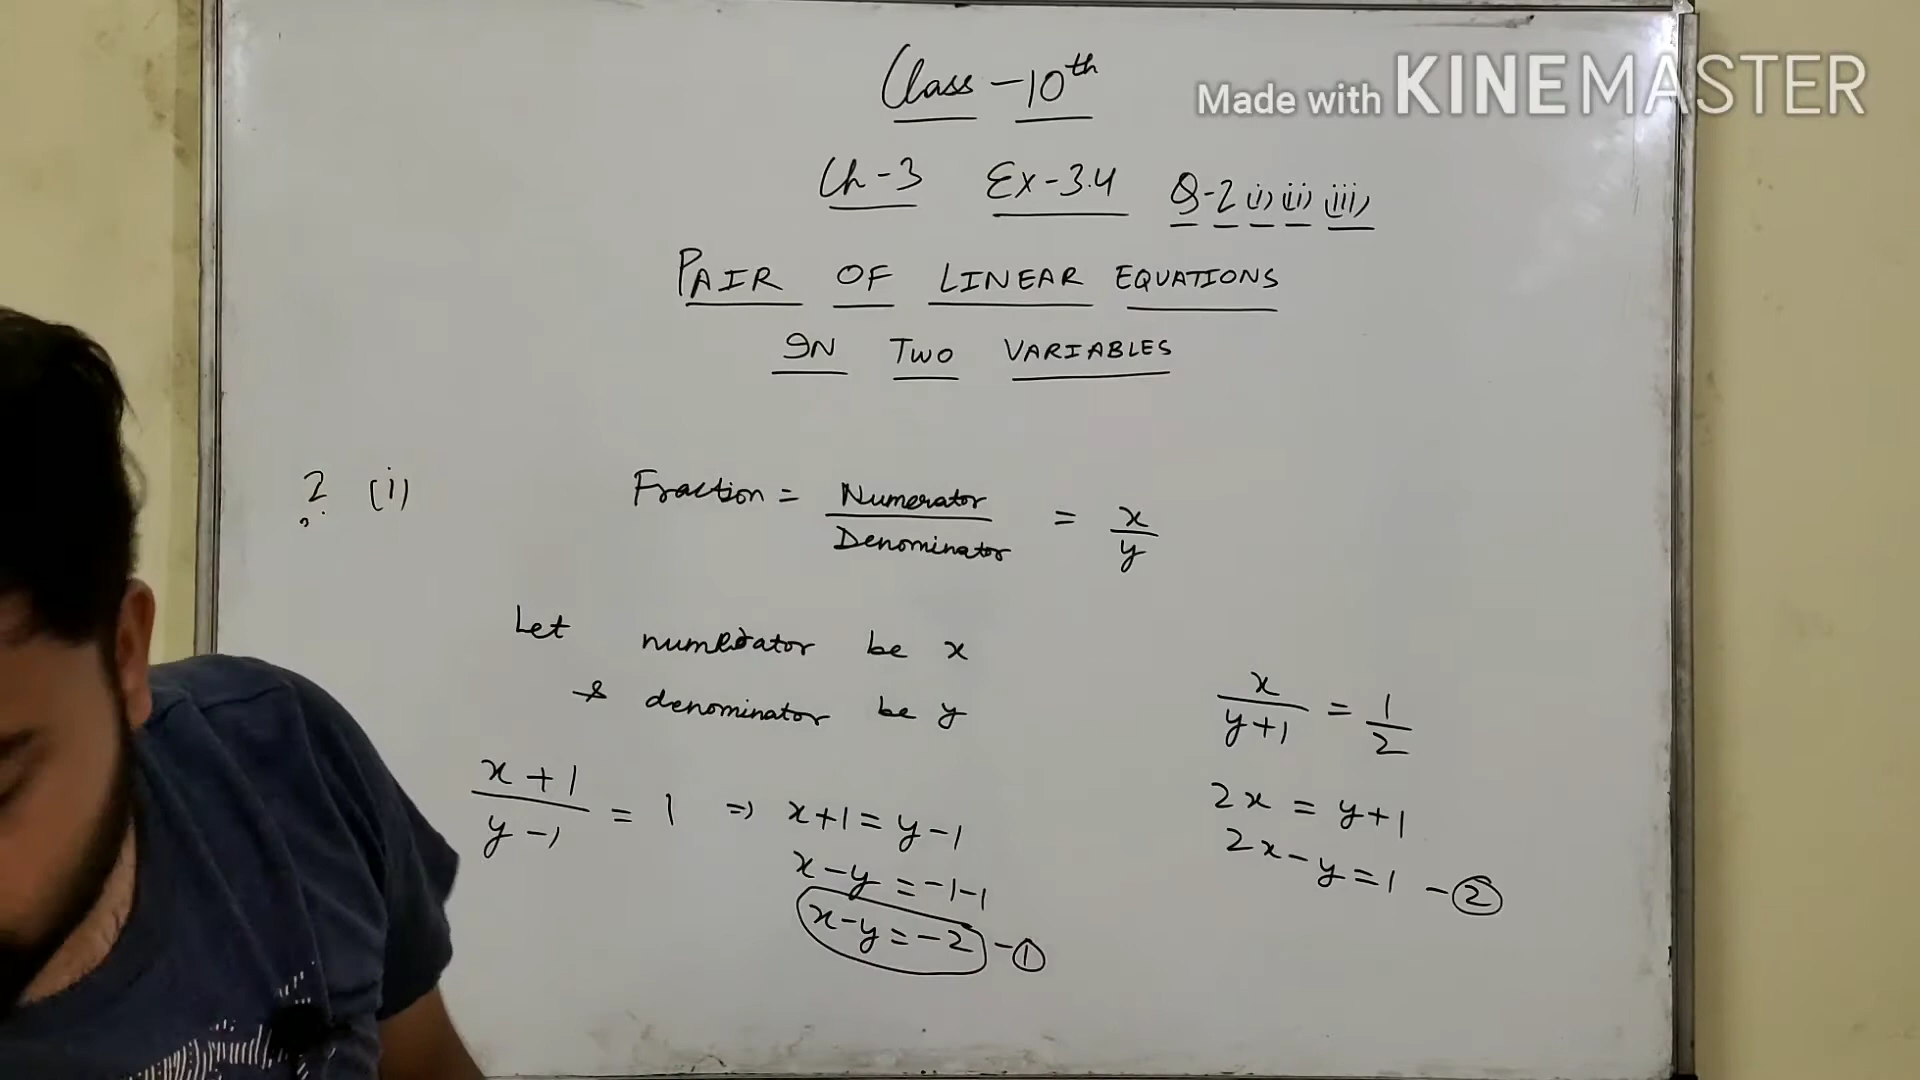 Class - 10th
Made with KINEMASTER
Ch-3 Ex-3.4 Q-2 (i) (ii) (iii)
PAIR OF LINEAR EQUATIONS
IN TWO VARIABLES
2 (i)
Fraction = Numerator / Denominator = x / y
Let numerator be x
& denominator be y
x+1 / y-1 = 1 => x+1 = y-1
x-y = -1-1
x-y = -2 - ①
x / y+1 = 1 / 2
2x = y+1
2x-y = 1 - ②